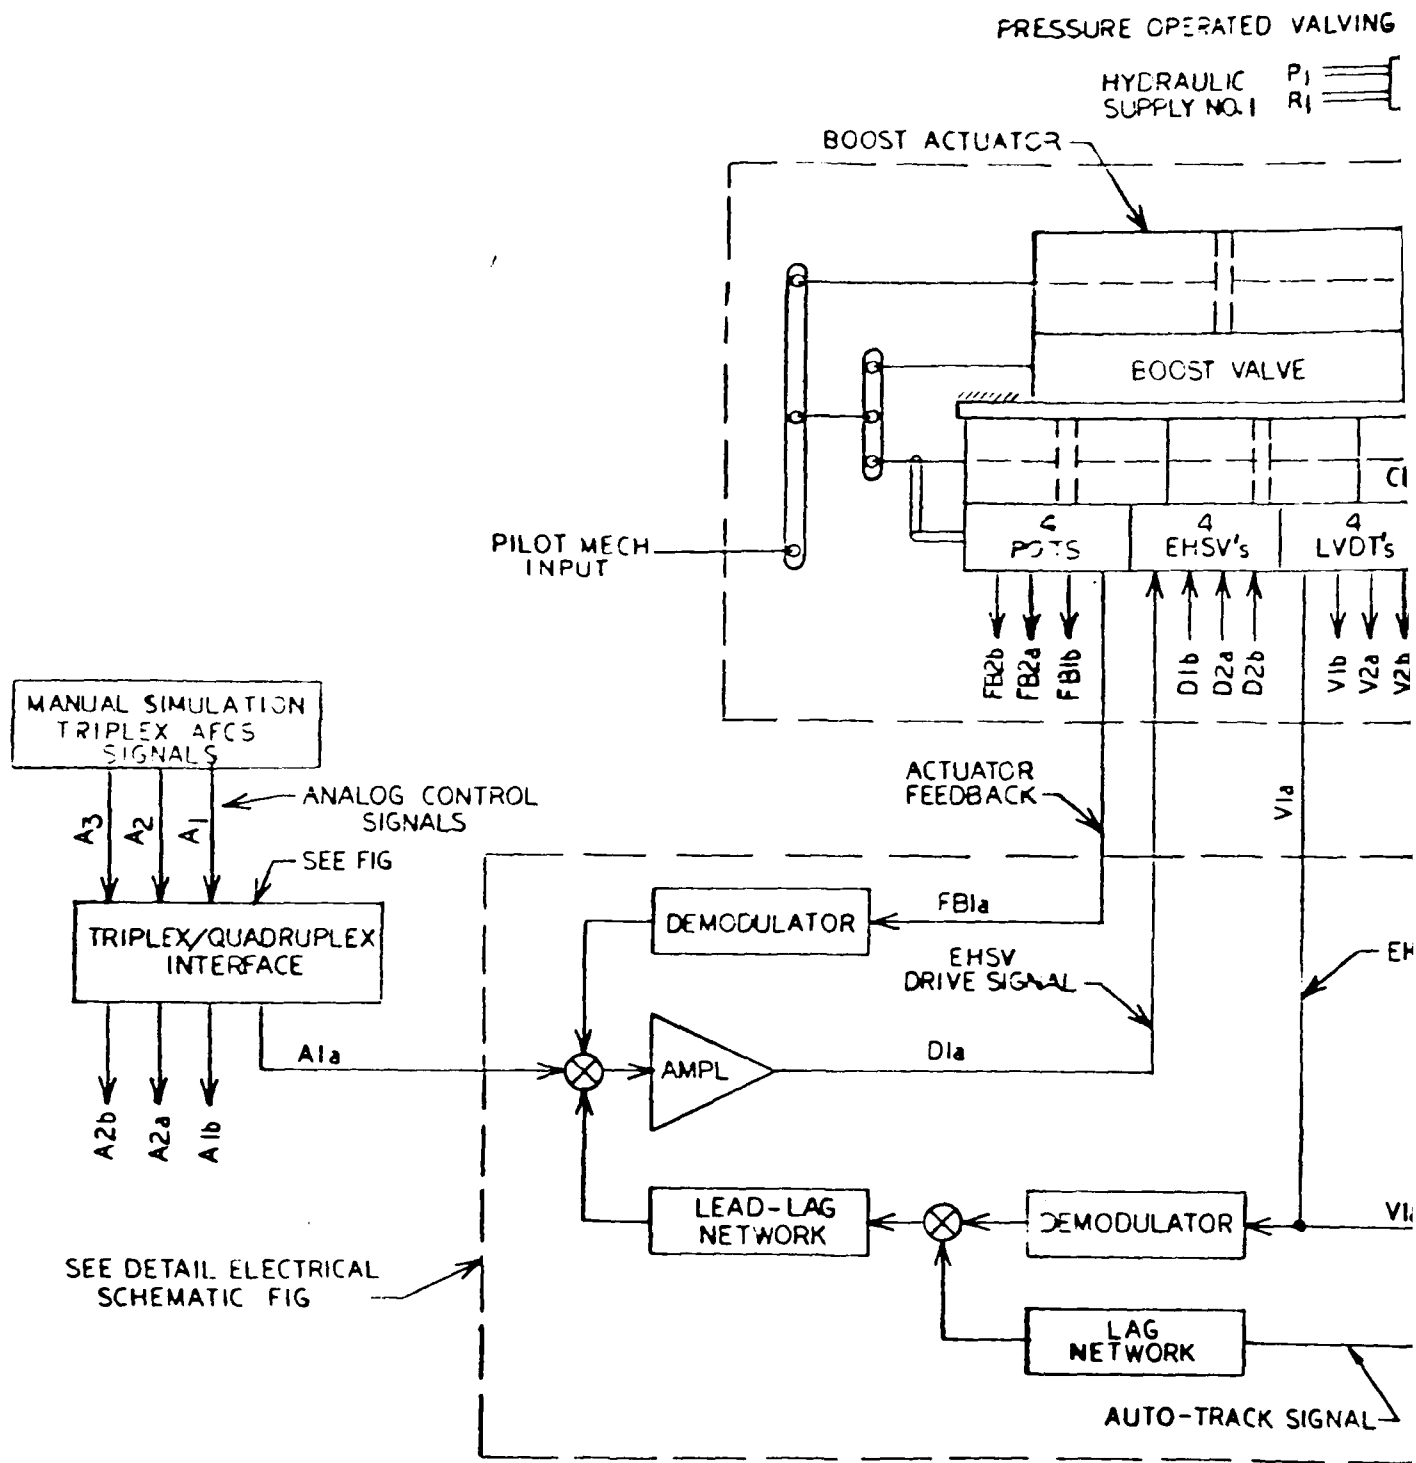 PRESSURE OPERATED VALVING
HYDRAULIC
SUPPLY NO.1
P1
R1
BOOST ACTUATOR
BOOST VALVE
PILOT MECH
INPUT
4
POTS
4
EHSV's
4
LVDT's
FB2b
FB2a
FB1b
D1b
D2a
D2b
V1b
V2a
V2b
MANUAL SIMULATION
TRIPLEX AFCS
SIGNALS
A3
A2
A1
ANALOG CONTROL
SIGNALS
SEE FIG
TRIPLEX/QUADRUPLEX
INTERFACE
A2b
A2a
A1b
A1a
ACTUATOR
FEEDBACK
V1a
DEMODULATOR
FB1a
EHSV
DRIVE SIGNAL
AMPL
D1a
LEAD-LAG
NETWORK
DEMODULATOR
LAG
NETWORK
AUTO-TRACK SIGNAL
SEE DETAIL ELECTRICAL
SCHEMATIC FIG